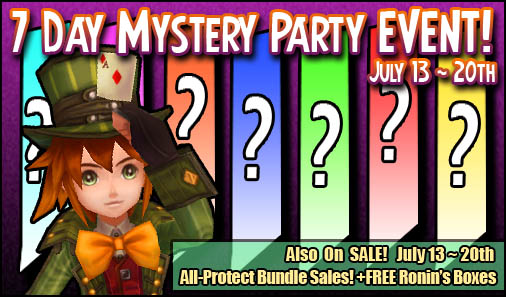 7 Day Mystery Party EVENT!
July 13 ~ 20th
A
?
?
?
?
?
?
Also On SALE! July 13 ~ 20th
All-Protect Bundle Sales! +FREE Ronin's Boxes